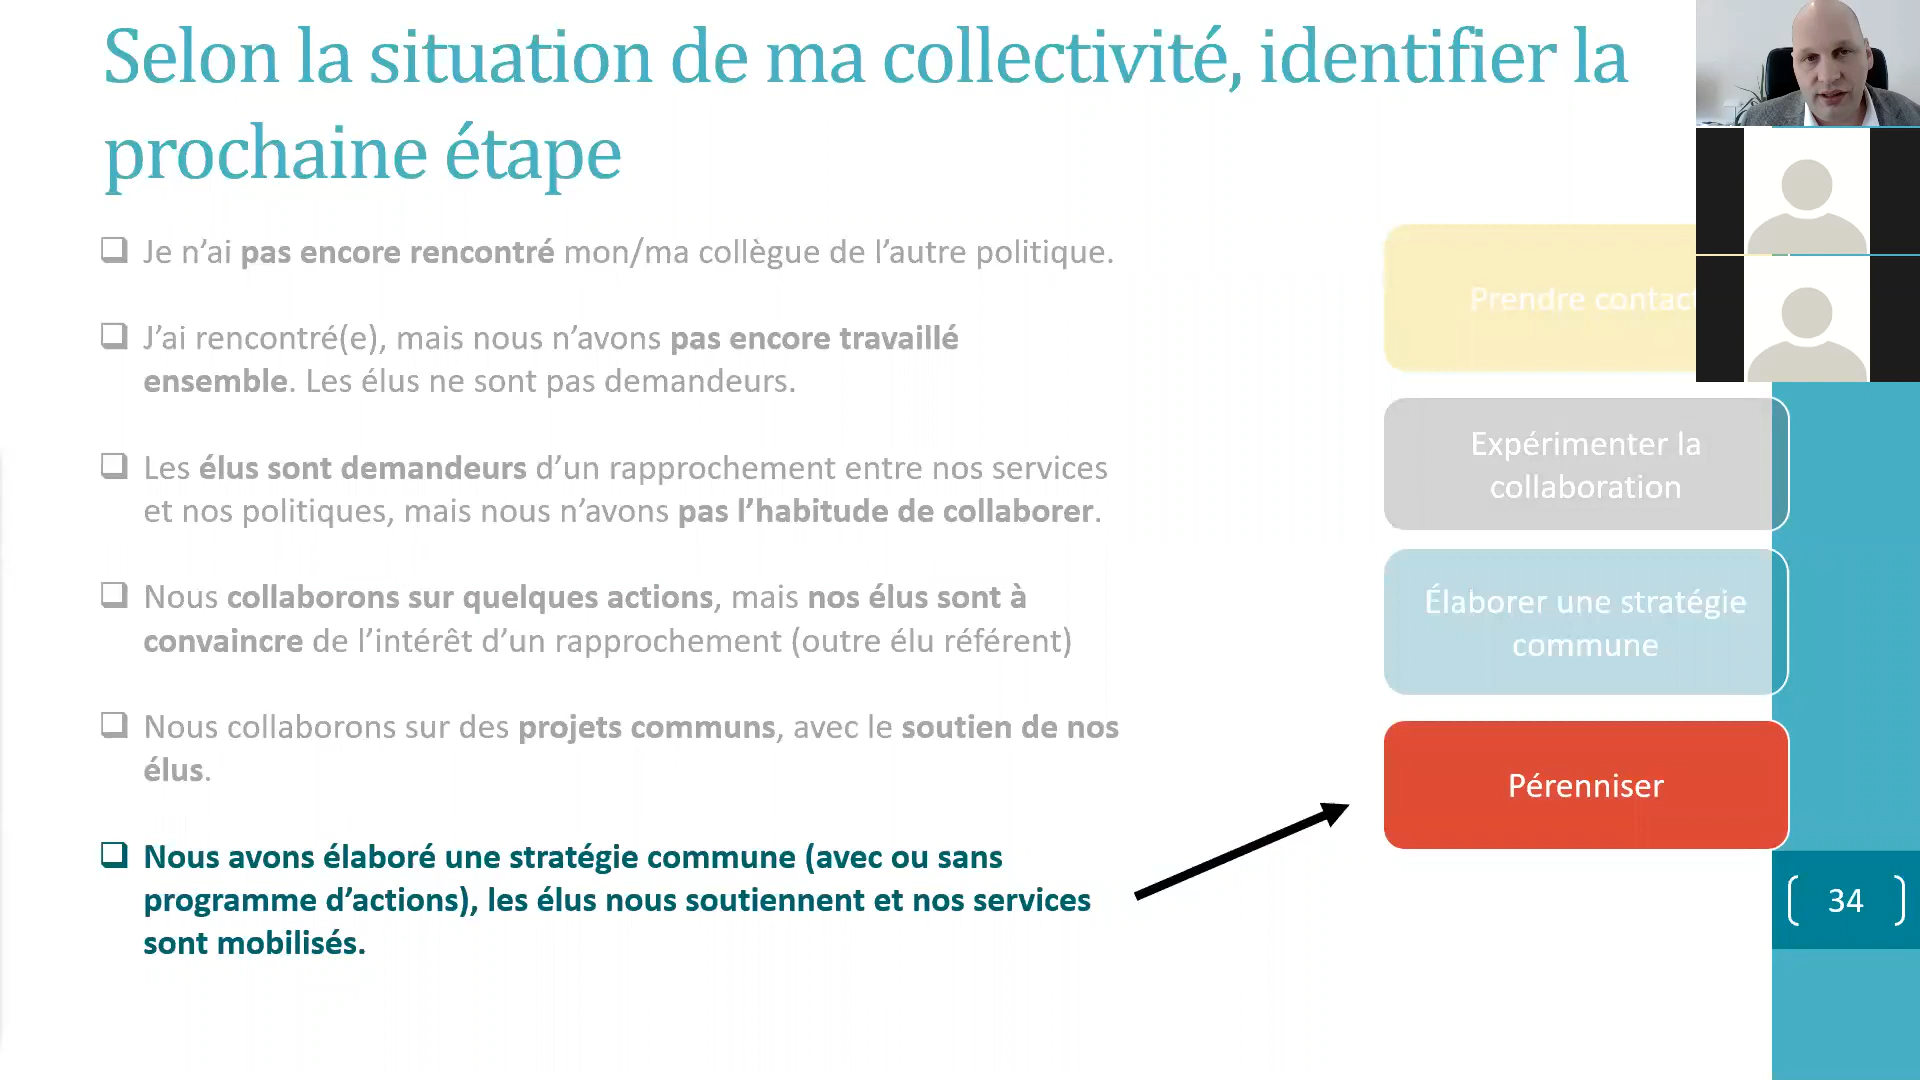 Selon la situation de ma collectivité, identifier la
prochaine étape
❑ Je n’ai pas encore rencontré mon/ma collègue de l’autre politique.
❑ J’ai rencontré(e), mais nous n’avons pas encore travaillé
ensemble. Les élus ne sont pas demandeurs.
❑ Les élus sont demandeurs d’un rapprochement entre nos services
et nos politiques, mais nous n’avons pas l’habitude de collaborer.
❑ Nous collaborons sur quelques actions, mais nos élus sont à
convaincre de l’intérêt d’un rapprochement (outre élu référent)
❑ Nous collaborons sur des projets communs, avec le soutien de nos
élus.
❑ Nous avons élaboré une stratégie commune (avec ou sans
programme d’actions), les élus nous soutiennent et nos services
sont mobilisés.
Prendre contact
Expérimenter la
collaboration
Élaborer une stratégie
commune
Pérenniser
34